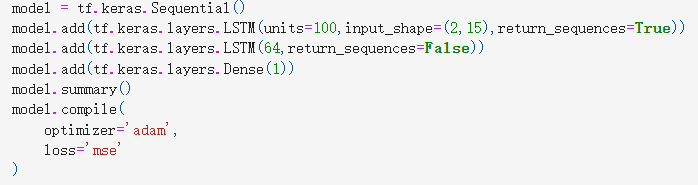 model = tf.keras.Sequential()
model.add(tf.keras.layers.LSTM(units=100,input_shape=(2,15),return_sequences=True))
model.add(tf.keras.layers.LSTM(64,return_sequences=False))
model.add(tf.keras.layers.Dense(1))
model.summary()
model.compile(
    optimizer='adam',
    loss='mse'
)